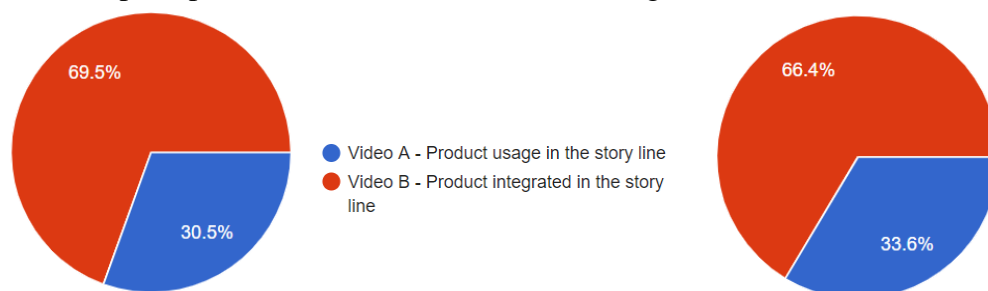 69.5%
30.5%
Video A - Product usage in the story line
Video B - Product integrated in the story
line
66.4%
33.6%